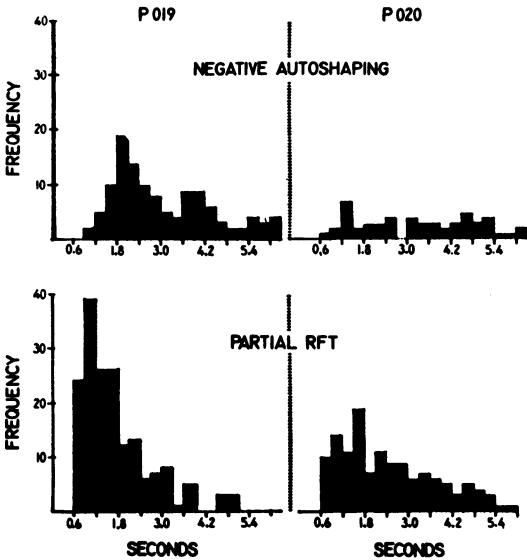 P 019 P 020
NEGATIVE AUTOSHAPING
FREQUENCY
40
30
20
10
0.6 1.8 3.0 4.2 5.4 0.6 1.8 3.0 4.2 5.4
PARTIAL RFT
FREQUENCY
40
30
20
10
0.6 1.8 3.0 4.2 5.4 0.6 1.8 3.0 4.2 5.4
SECONDS SECONDS